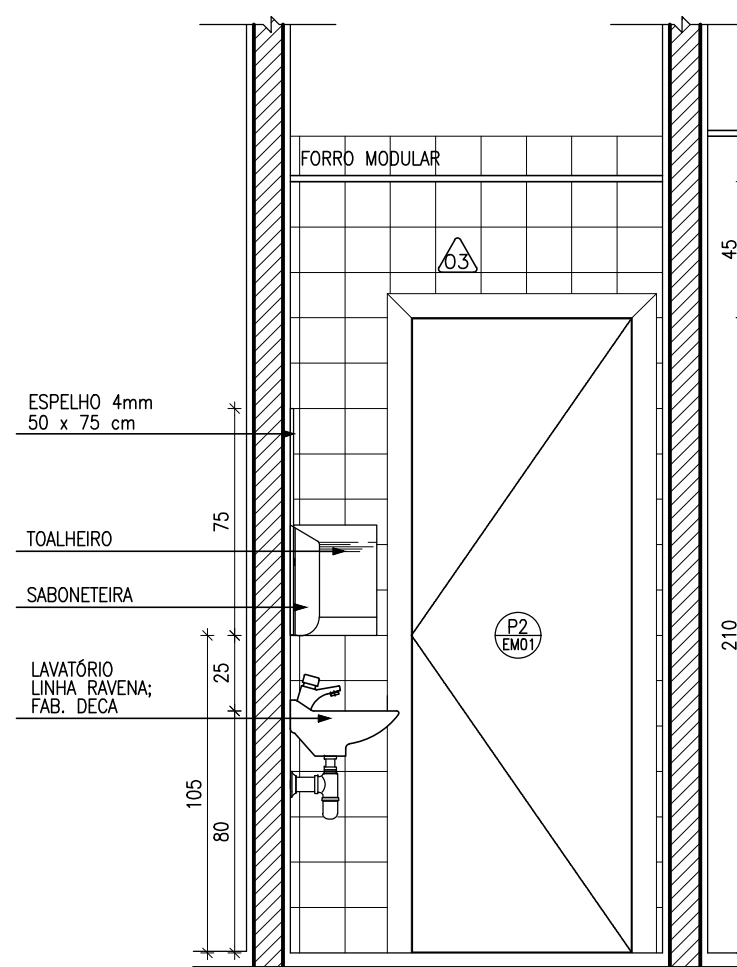 FORRO MODULAR
03
45
ESPELHO 4mm
50 x 75 cm
75
TOALHEIRO
SABONETEIRA
P2
EM01
210
LAVATÓRIO
LINHA RAVENA;
FAB. DECA
25
105
80